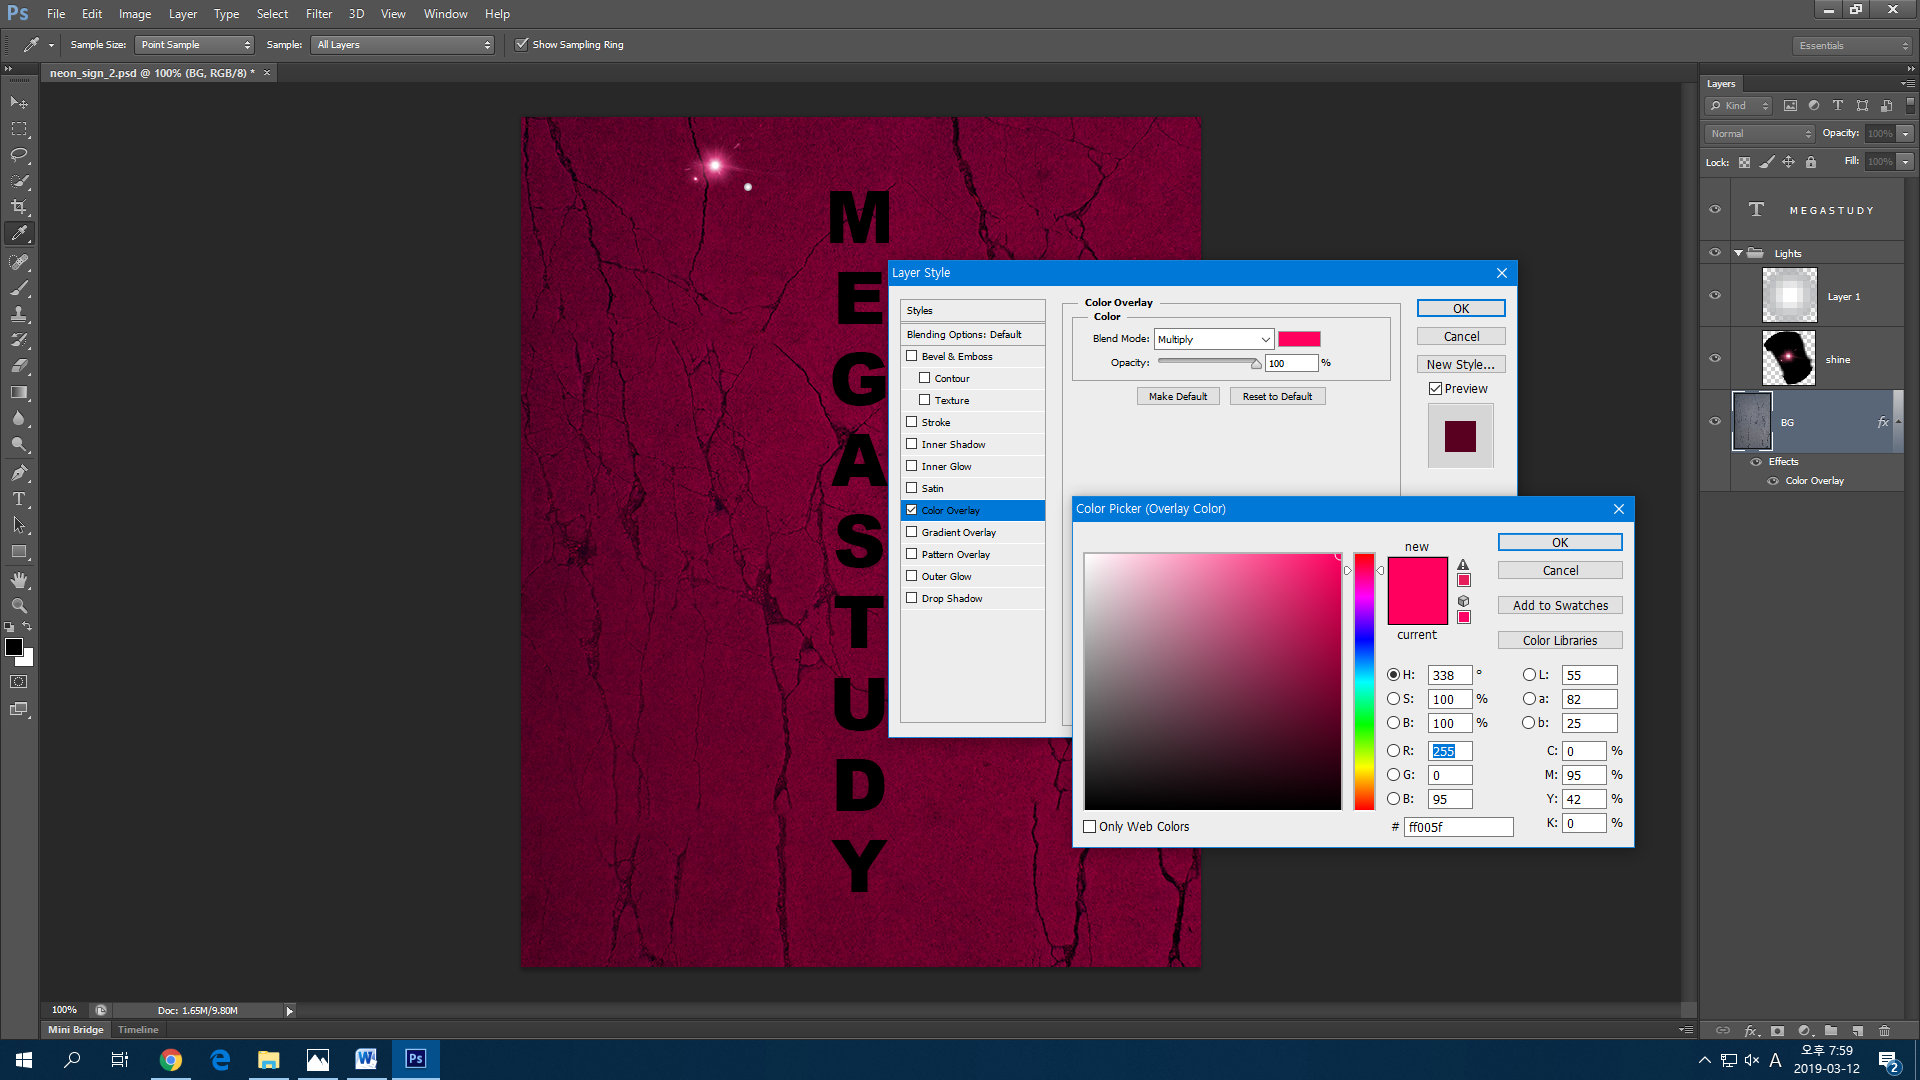 Ps File Edit Image Layer Type Select Filter 3D View Window Help
Sample Size: Point Sample Sample: All Layers Show Sampling Ring Essentials
neon_sign_2.psd @ 100% (BG, RGB/8) * ×
M
E
G
A
S
T
U
D
Y
Layer Style
Styles
Blending Options: Default
Bevel & Emboss
Contour
Texture
Stroke
Inner Shadow
Inner Glow
Satin
Color Overlay
Gradient Overlay
Pattern Overlay
Outer Glow
Drop Shadow
Color Overlay
Color
Blend Mode: Multiply
Opacity: 100 %
Make Default Reset to Default
OK
Cancel
New Style...
Preview
Color Picker (Overlay Color)
new
current
OK
Cancel
Add to Swatches
Color Libraries
H: 338 °
S: 100 %
B: 100 %
R: 255
G: 0
B: 95
# ff005f
L: 55
a: 82
b: 25
C: 0 %
M: 95 %
Y: 42 %
K: 0 %
Only Web Colors
Layers
Kind
Normal Opacity: 100%
Lock: Fill: 100%
T MEGASTUDY
Lights
Layer 1
shine
BG fx
Effects
Color Overlay
100% Doc: 1.65M/9.80M
Mini Bridge Timeline
Ps A 오후 7:59
2019-03-12 2